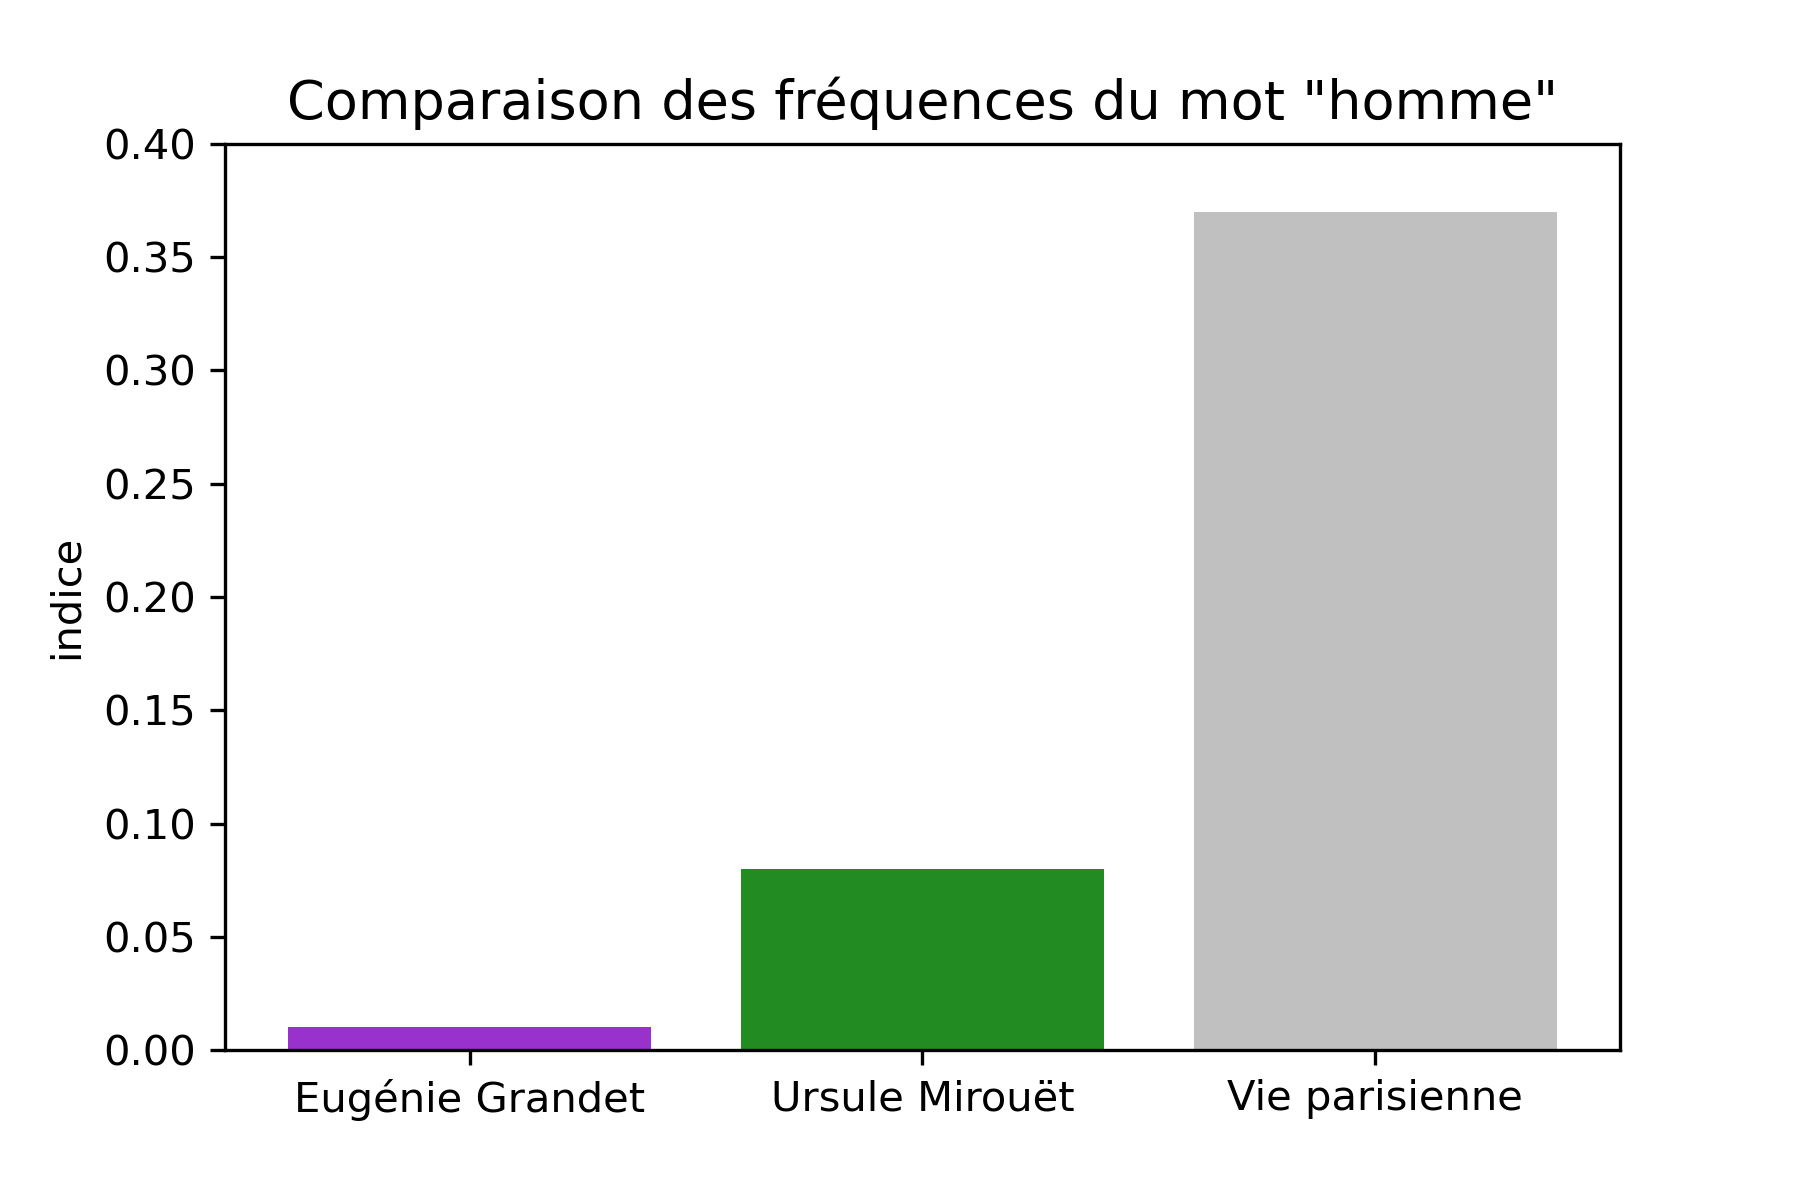 Comparaison des fréquences du mot "homme"
0.40
0.35
0.30
0.25
0.20
0.15
0.10
0.05
0.00
indice
Eugénie Grandet
Ursule Mirouët
Vie parisienne